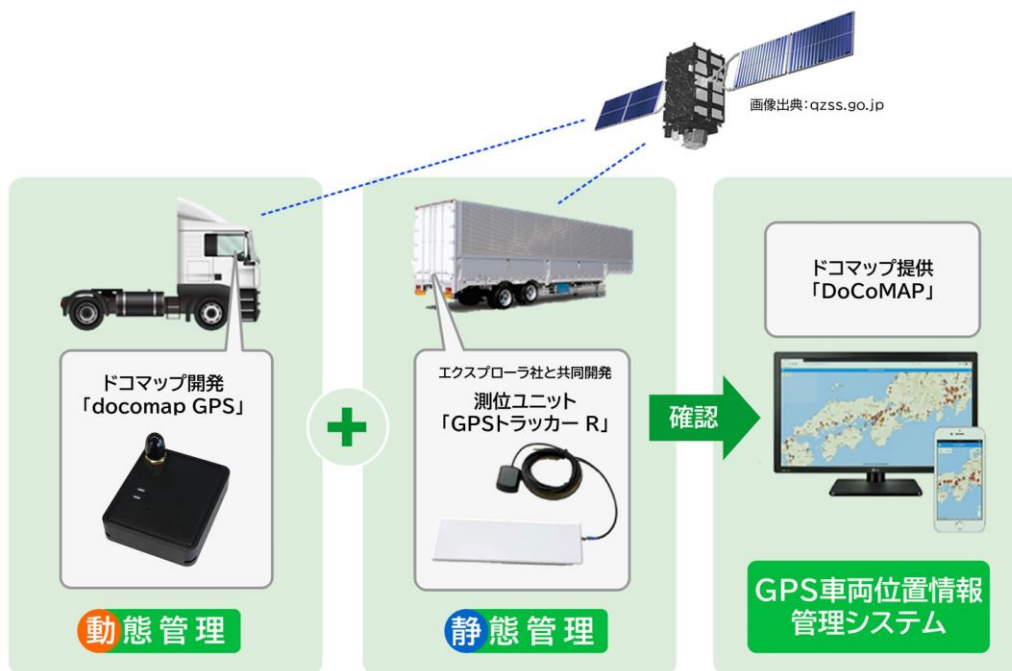 画像出典:qzss.go.jp
ドコマップ開発
「docomap GPS」
動態管理
エクスプローラ社と共同開発
測位ユニット
「GPSトラッカー R」
静態管理
確認
ドコマップ提供
「DoCoMAP」
GPS車両位置情報
管理システム